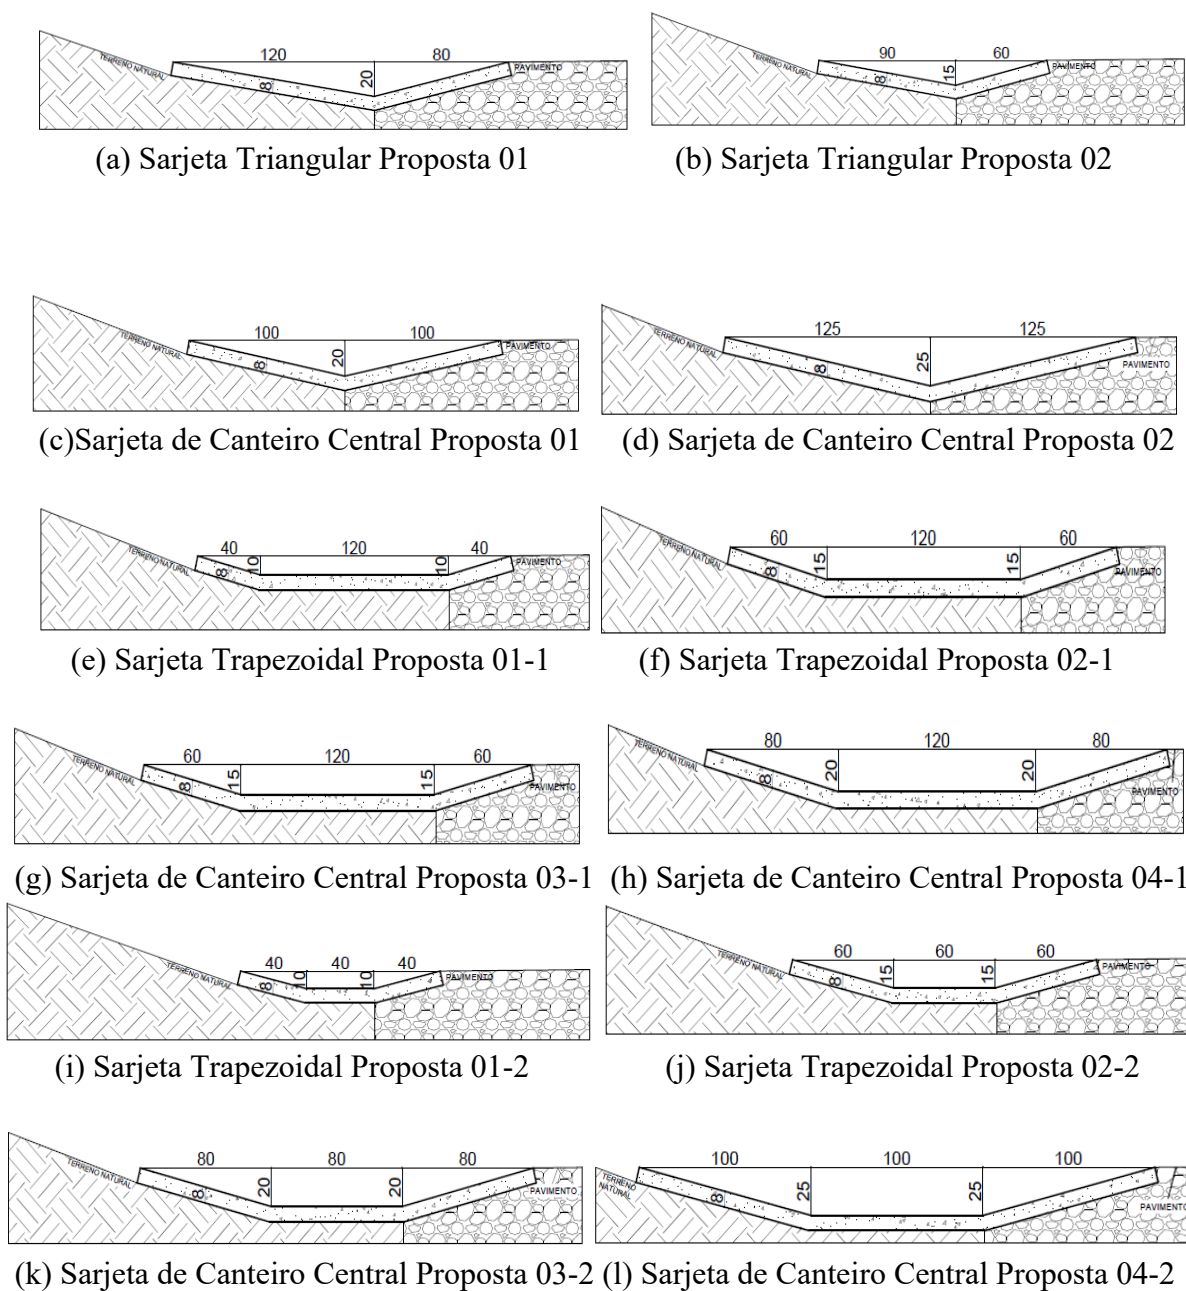 120 80
TERRENO NATURAL 8 20 PAVIMENTO
(a) Sarjeta Triangular Proposta 01
90 60
TERRENO NATURAL 8 15 PAVIMENTO
(b) Sarjeta Triangular Proposta 02
100 100
TERRENO NATURAL 8 20 PAVIMENTO
(c)Sarjeta de Canteiro Central Proposta 01
125 125
TERRENO NATURAL 8 25 PAVIMENTO
(d) Sarjeta de Canteiro Central Proposta 02
40 120 40
TERRENO NATURAL 8 10 10 PAVIMENTO
(e) Sarjeta Trapezoidal Proposta 01-1
60 120 60
TERRENO NATURAL 8 15 15 PAVIMENTO
(f) Sarjeta Trapezoidal Proposta 02-1
60 120 60
TERRENO NATURAL 8 15 15 PAVIMENTO
(g) Sarjeta de Canteiro Central Proposta 03-1
80 120 80
TERRENO NATURAL 8 20 20 PAVIMENTO
(h) Sarjeta de Canteiro Central Proposta 04-1
40 40 40
TERRENO NATURAL 8 10 10 PAVIMENTO
(i) Sarjeta Trapezoidal Proposta 01-2
60 60 60
TERRENO NATURAL 8 15 15 PAVIMENTO
(j) Sarjeta Trapezoidal Proposta 02-2
80 80 80
TERRENO NATURAL 8 20 20 PAVIMENTO
(k) Sarjeta de Canteiro Central Proposta 03-2
100 100 100
TERRENO
NATURAL 8 25 25 PAVIMENTO
(l) Sarjeta de Canteiro Central Proposta 04-2